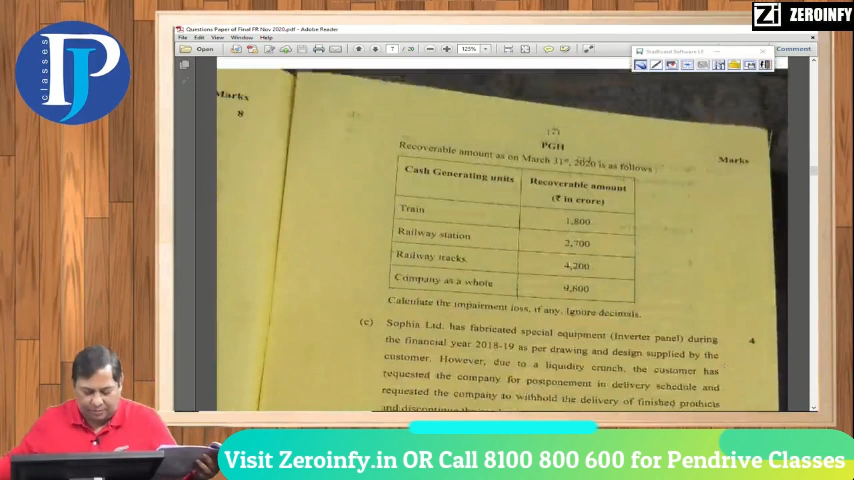 PJ
classes
Zi ZEROINFY
Questions Paper of Final FR Nov 2020.pdf - Adobe Reader
File Edit View Window Help
Open 7 / 20 125% Comment
Marks
8
(7)
PGH
Marks
Recoverable amount as on March 31st, 2020 is as follows
Cash Generating units Recoverable amount
(₹ in crore)
Train 1,800
Railway station 2,700
Railway tracks 4,200
Company as a whole 9,600
Calculate the impairment loss, if any. Ignore decimals.
(c) Sophia Ltd. has fabricated special equipment (Inverter panel) during 4
the financial year 2018-19 as per drawing and design supplied by the
customer. However, due to a liquidity crunch, the customer has
requested the company for postponement in delivery schedule and
requested the company to withhold the delivery of finished products
and discontinue the
Visit Zeroinfy.in OR Call 8100 800 600 for Pendrive Classes